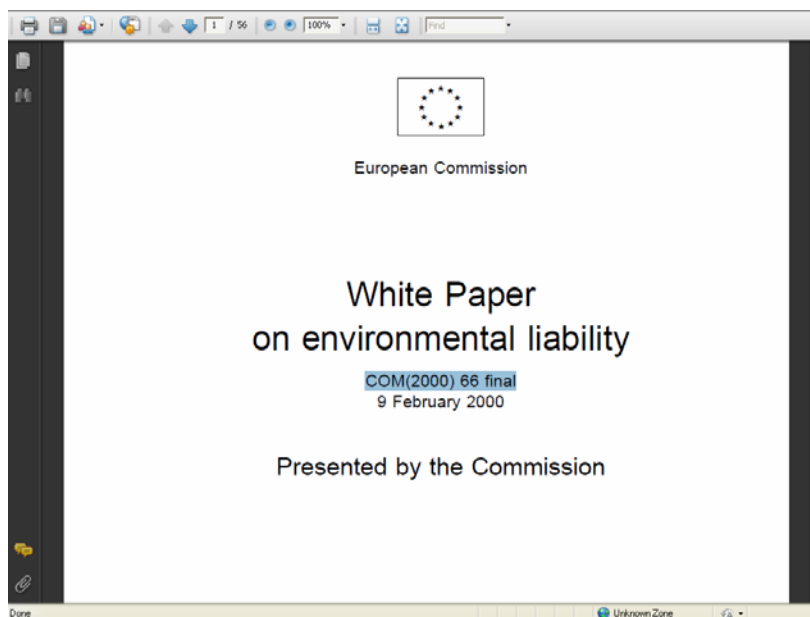 1 / 56 100% Find
European Commission
White Paper
on environmental liability
COM(2000) 66 final
9 February 2000
Presented by the Commission
Done Unknown Zone